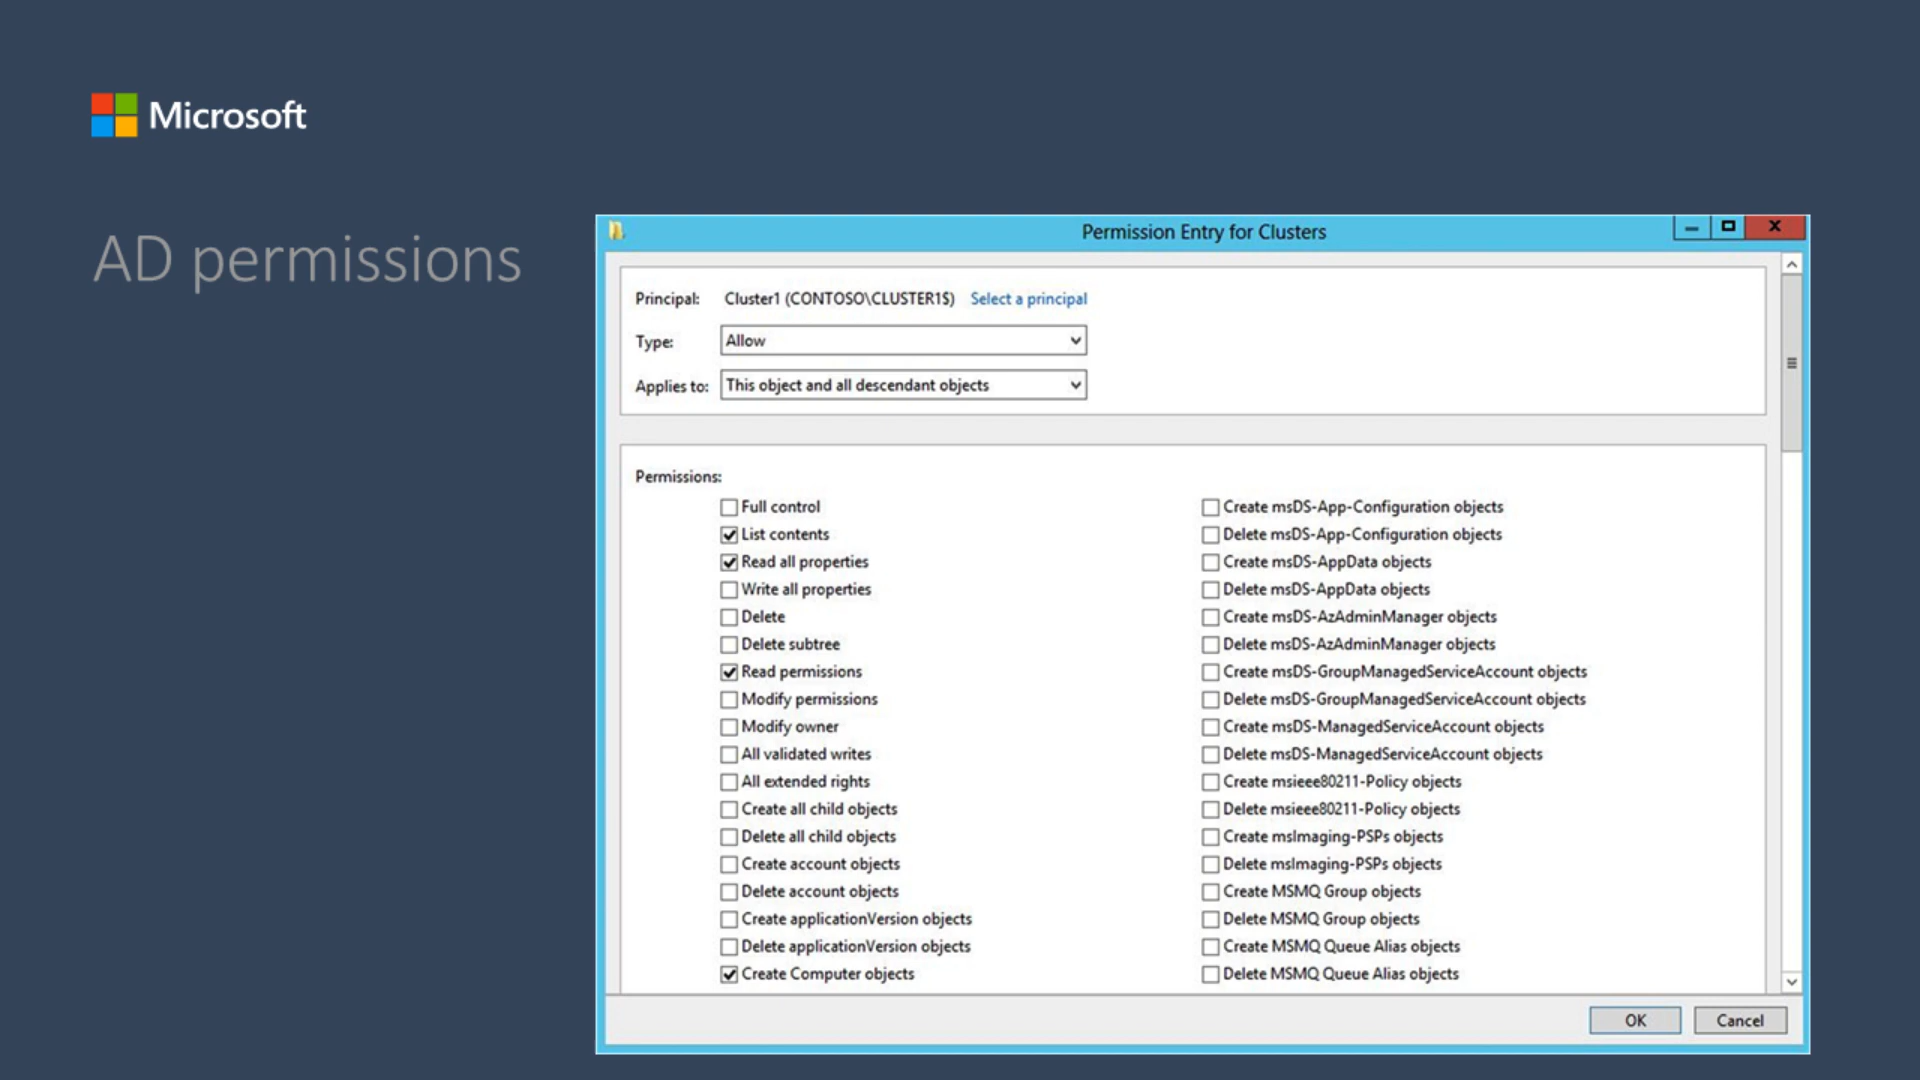 Microsoft
AD permissions
Permission Entry for Clusters
Principal: Cluster1 (CONTOSO\CLUSTER1$) Select a principal
Type: Allow
Applies to: This object and all descendant objects
Permissions:
Full control
List contents
Read all properties
Write all properties
Delete
Delete subtree
Read permissions
Modify permissions
Modify owner
All validated writes
All extended rights
Create all child objects
Delete all child objects
Create account objects
Delete account objects
Create applicationVersion objects
Delete applicationVersion objects
Create Computer objects
Create msDS-App-Configuration objects
Delete msDS-App-Configuration objects
Create msDS-AppData objects
Delete msDS-AppData objects
Create msDS-AzAdminManager objects
Delete msDS-AzAdminManager objects
Create msDS-GroupManagedServiceAccount objects
Delete msDS-GroupManagedServiceAccount objects
Create msDS-ManagedServiceAccount objects
Delete msDS-ManagedServiceAccount objects
Create msieee80211-Policy objects
Delete msieee80211-Policy objects
Create msImaging-PSPs objects
Delete msImaging-PSPs objects
Create MSMQ Group objects
Delete MSMQ Group objects
Create MSMQ Queue Alias objects
Delete MSMQ Queue Alias objects
OK Cancel